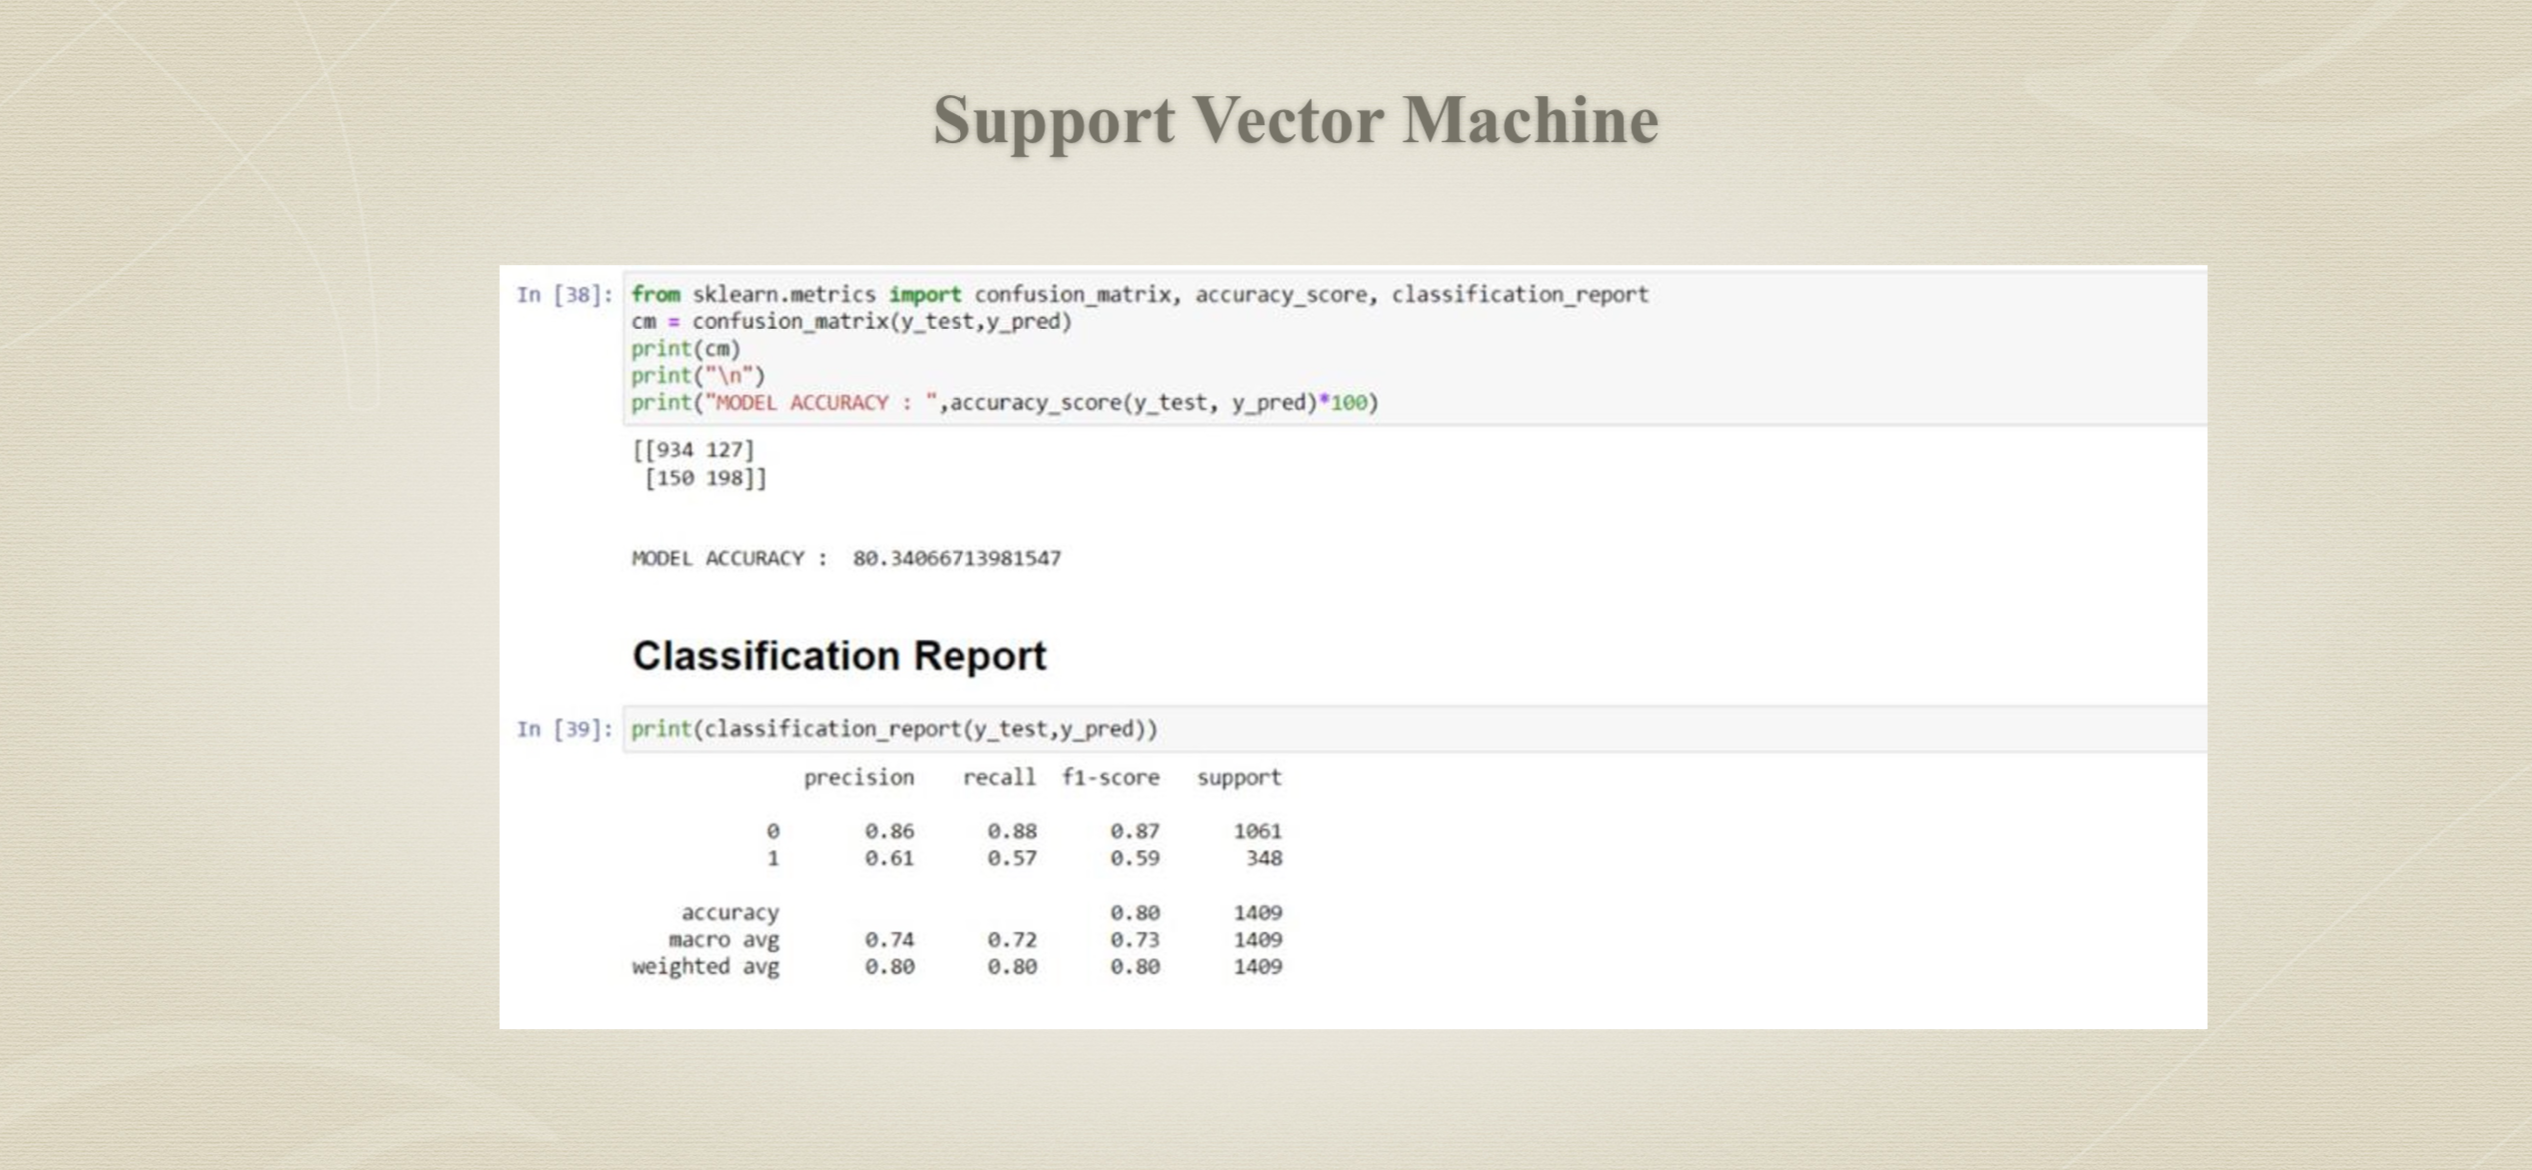 Support Vector Machine
In [38]: from sklearn.metrics import confusion_matrix, accuracy_score, classification_report
cm = confusion_matrix(y_test,y_pred)
print(cm)
print("\n")
print("MODEL ACCURACY : ",accuracy_score(y_test, y_pred)*100)
[[934 127]
[150 198]]
MODEL ACCURACY : 80.34066713981547
Classification Report
In [39]: print(classification_report(y_test,y_pred))
precision recall f1-score support
0 0.86 0.88 0.87 1061
1 0.61 0.57 0.59 348
accuracy 0.80 1409
macro avg 0.74 0.72 0.73 1409
weighted avg 0.80 0.80 0.80 1409